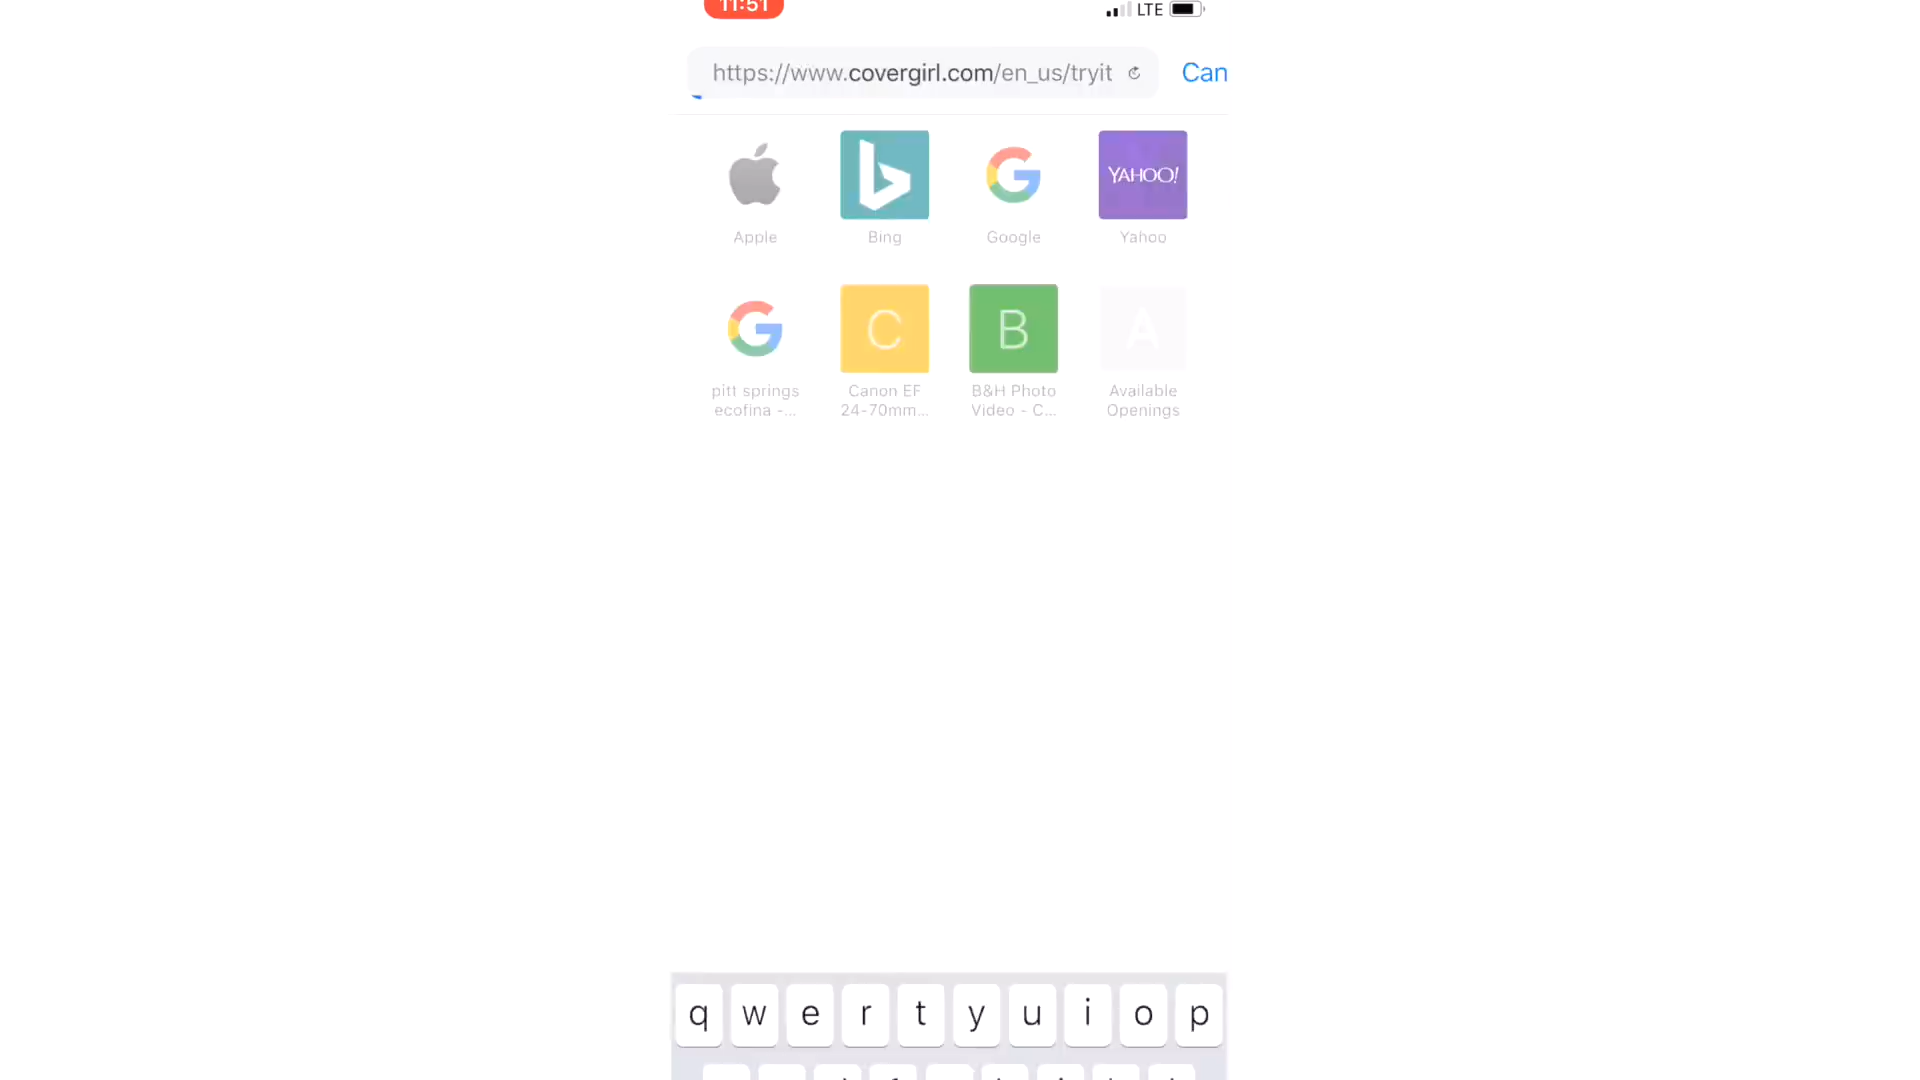 11:51 LTE
https://www.covergirl.com/en_us/tryit Can
YAHOO!
Apple Bing Google Yahoo
C B A
pitt springs ecofina -...
Canon EF 24-70mm...
B&H Photo Video - C...
Available Openings
q w e r t y u i o p